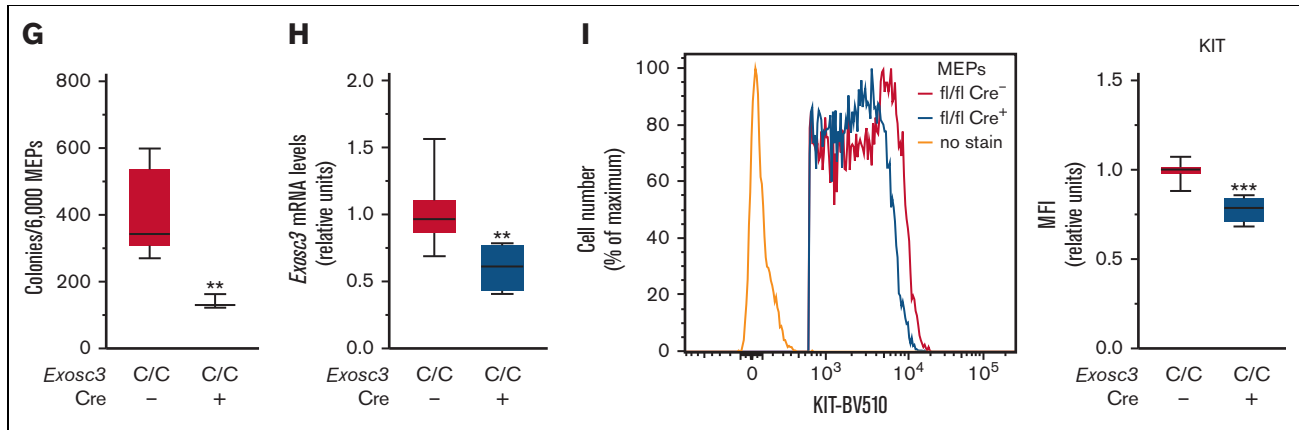 G
Colonies/6,000 MEPs
800
600
400
200
0
**
Exosc3 C/C C/C
Cre − +
H
Exosc3 mRNA levels
(relative units)
2.0
1.5
1.0
0.5
0.0
**
Exosc3 C/C C/C
Cre − +
I
Cell number
(% of maximum)
100
80
60
40
20
0
MEPs
fl/fl Cre⁻
fl/fl Cre⁺
no stain
0 10³ 10⁴ 10⁵
KIT-BV510
KIT
MFI
(relative units)
1.5
1.0
0.5
0.0
***
Exosc3 C/C C/C
Cre − +